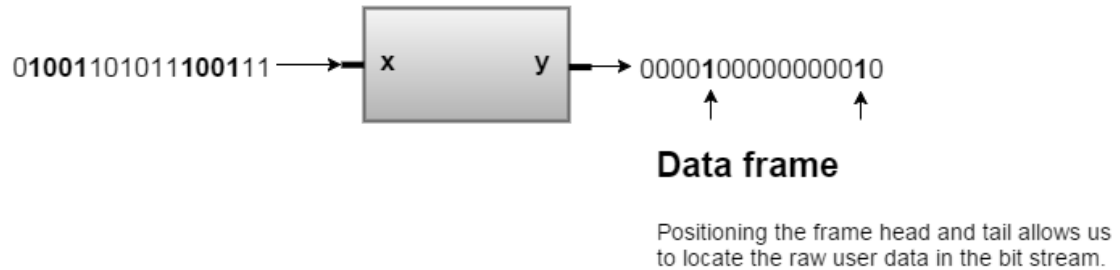 01001101011100111
x
y
0000100000000010
Data frame
Positioning the frame head and tail allows us
to locate the raw user data in the bit stream.